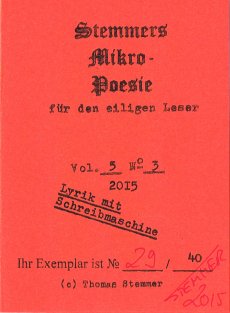 Stemmers
Mikro-
Poesie
für den eiligen Leser
Vol. 5 No 3
2015
Lyrik mit
Schreibmaschine
Ihr Exemplar ist № 29 / 40
(c) Thomas Stemmer
STEMMER
2015